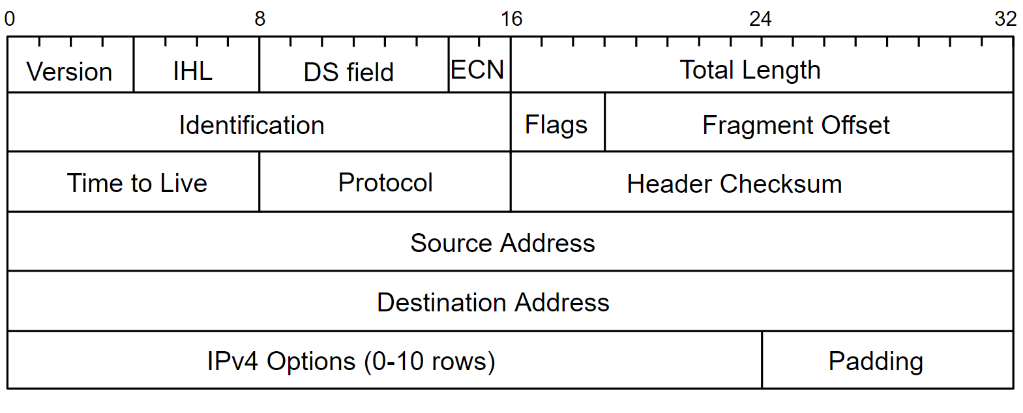 0 8 16 24 32
Version IHL DS field ECN Total Length
Identification Flags Fragment Offset
Time to Live Protocol Header Checksum
Source Address
Destination Address
IPv4 Options (0-10 rows) Padding